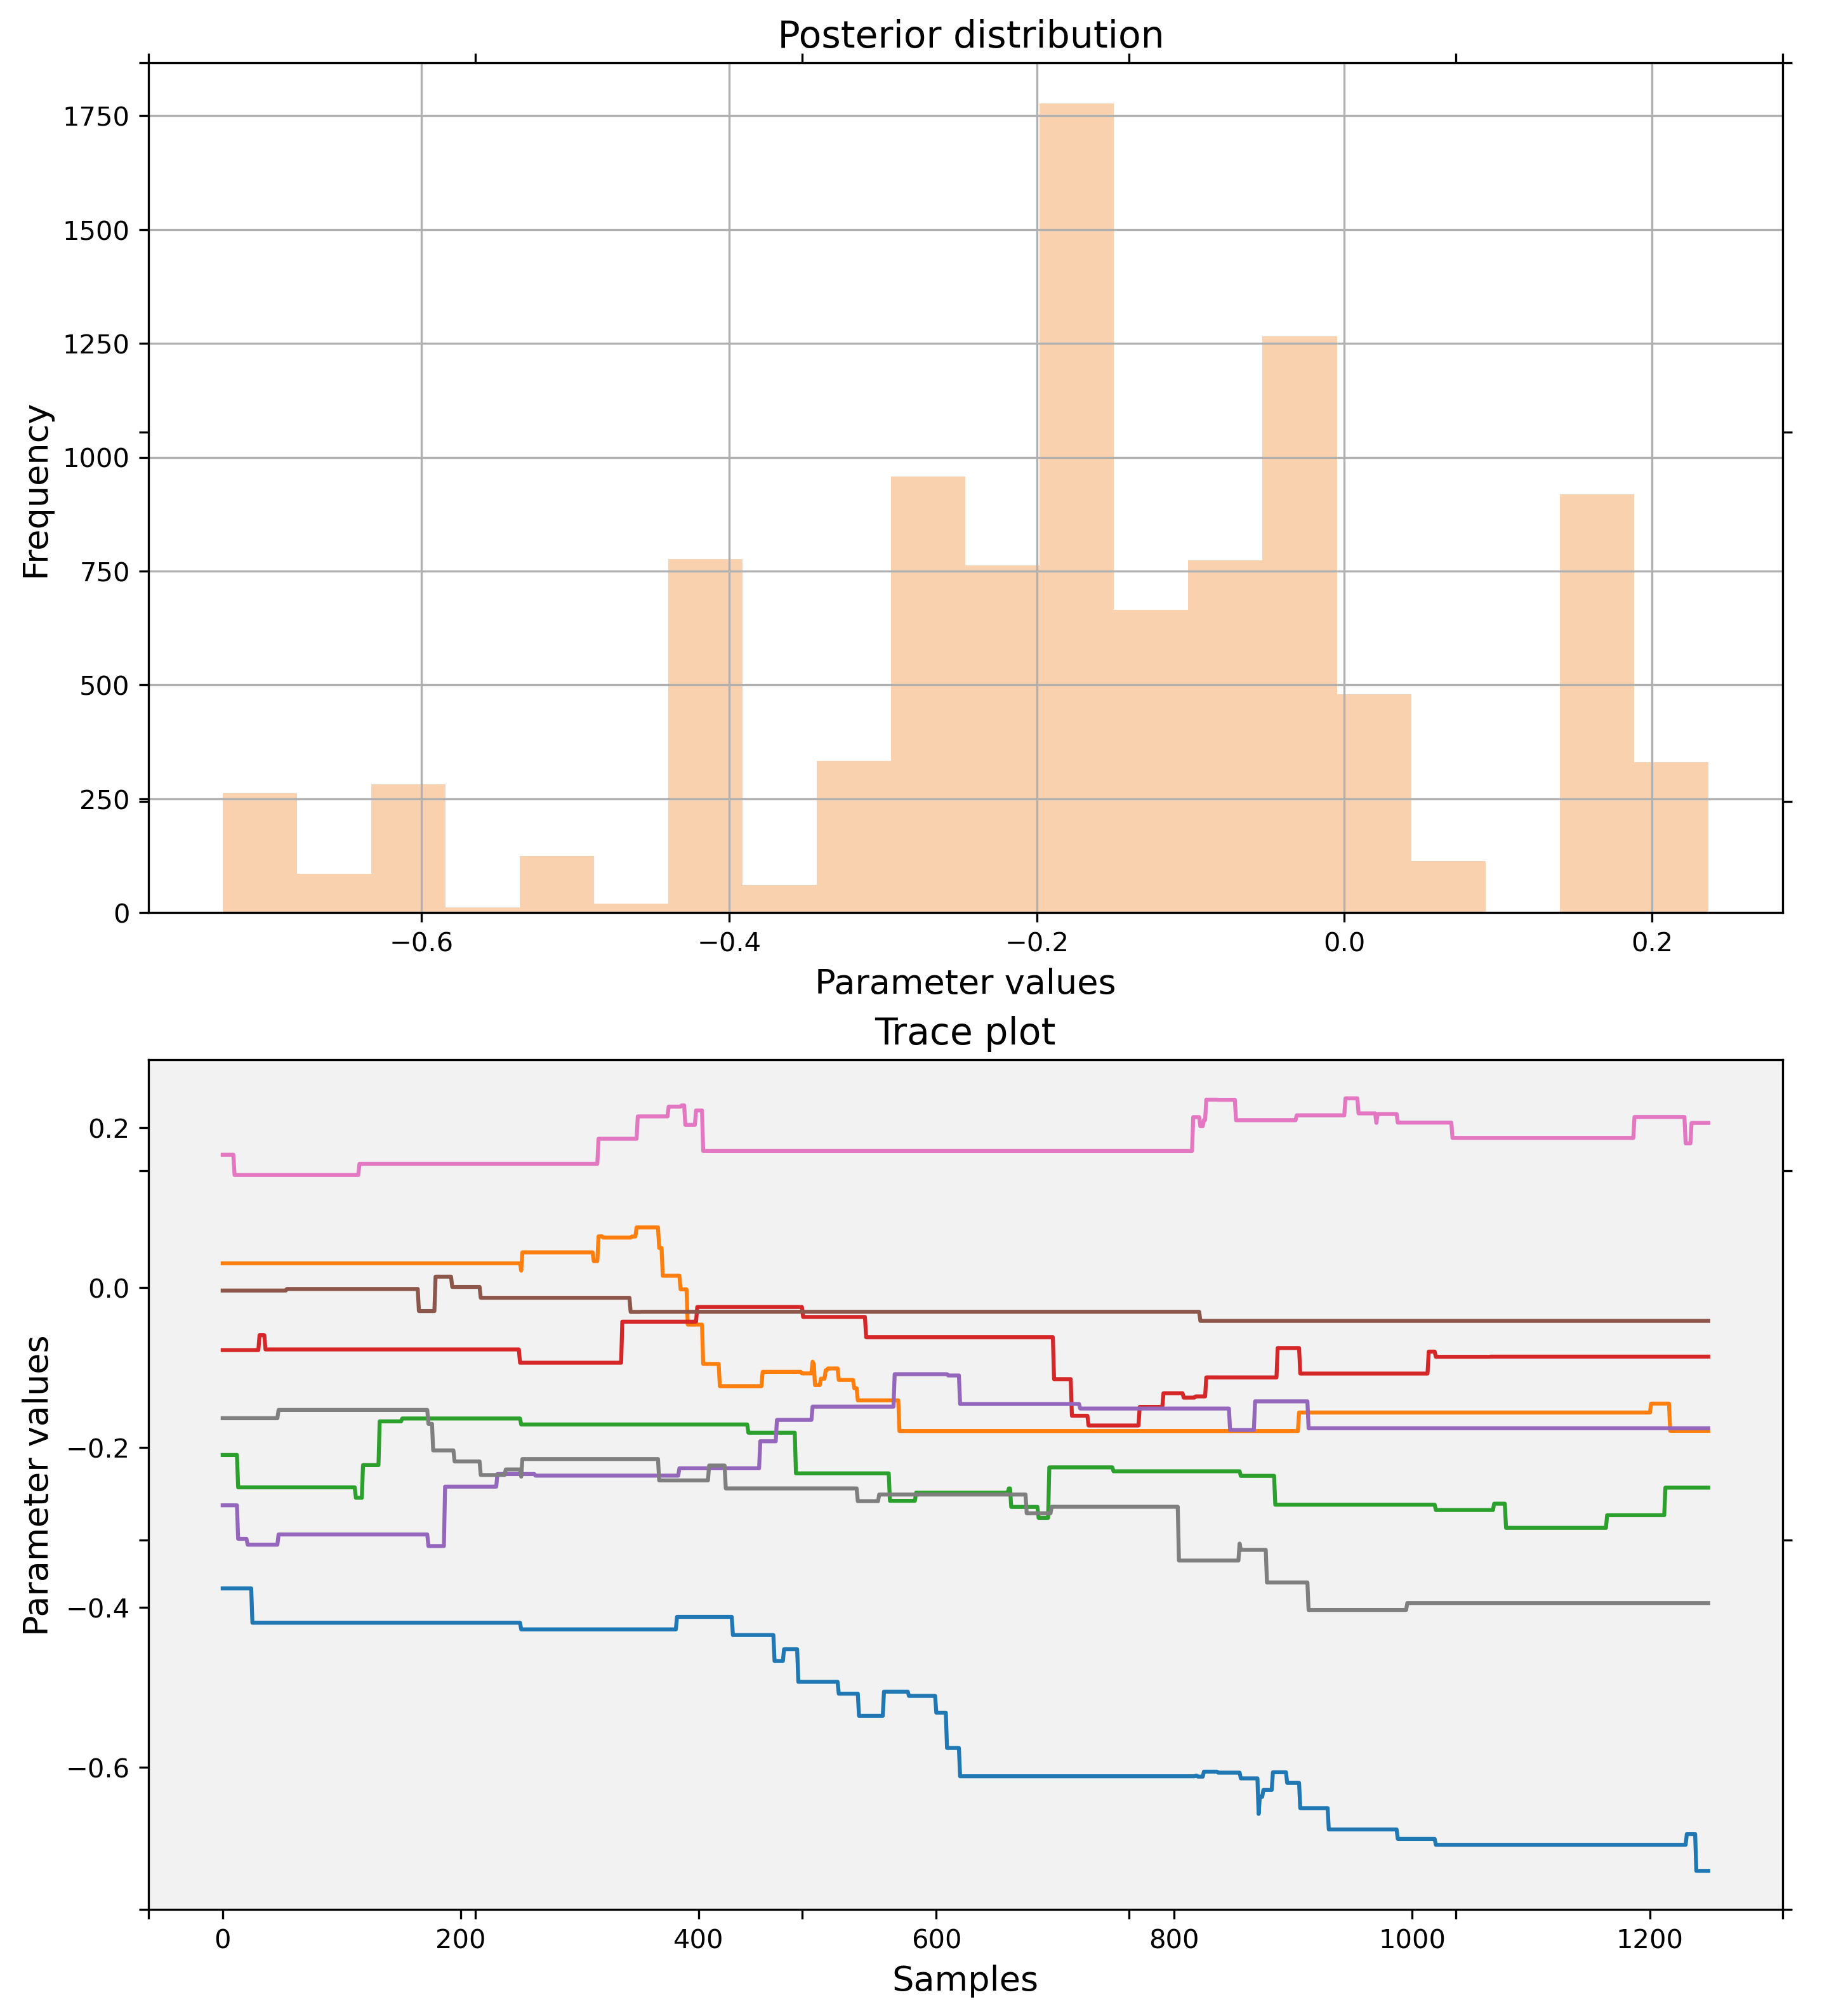 Posterior distribution
1750
1500
1250
1000
750
500
250
0
Frequency
−0.6 −0.4 −0.2 0.0 0.2
Parameter values
Trace plot
0.2
0.0
−0.2
−0.4
−0.6
Parameter values
0 200 400 600 800 1000 1200
Samples